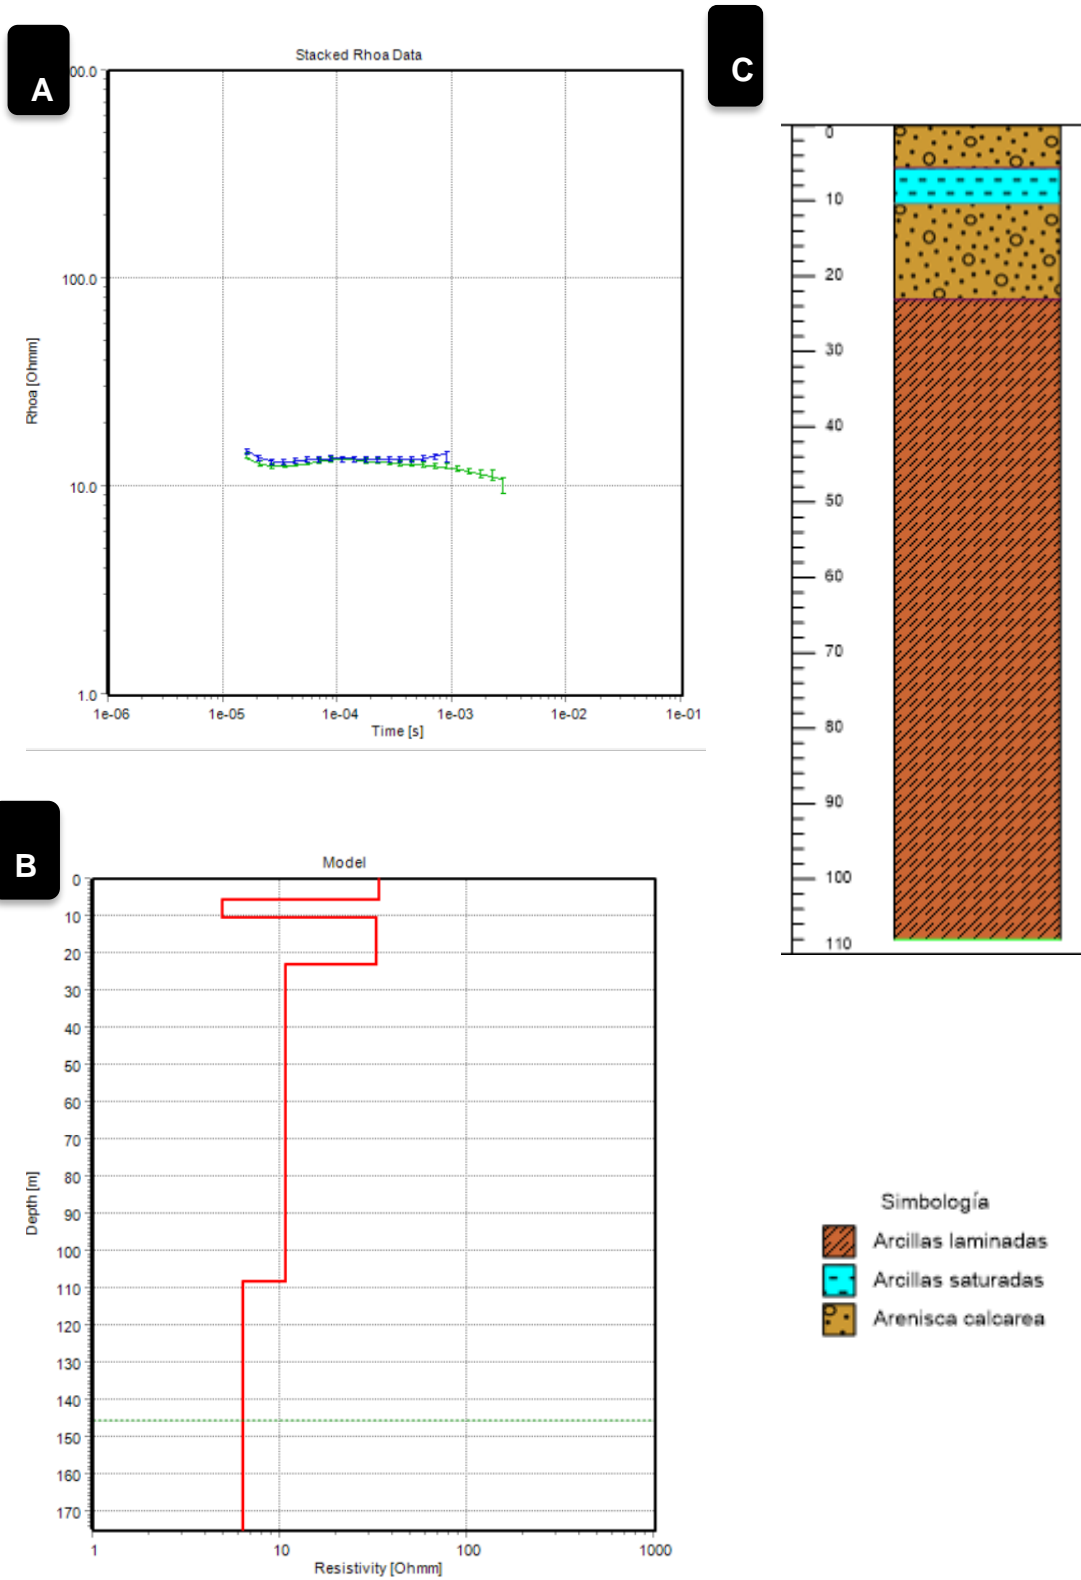 A
Stacked Rhoa Data
00.0
100.0
10.0
1.0
Rhoa [Ohmm]
1e-06 1e-05 1e-04 1e-03 1e-02 1e-01
Time [s]
B
Model
0
10
20
30
40
50
60
70
80
90
100
110
120
130
140
150
160
170
Depth [m]
1 10 100 1000
Resistivity [Ohmm]
C
0
10
20
30
40
50
60
70
80
90
100
110
Simbología
Arcillas laminadas
Arcillas saturadas
Arenisca calcarea